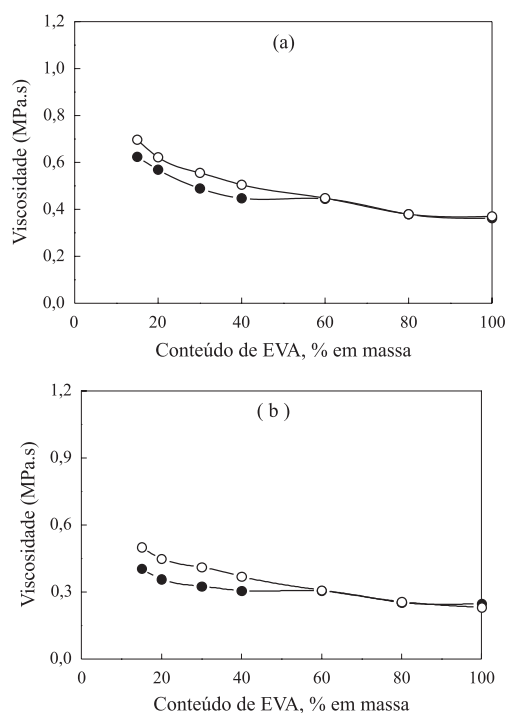 (a)
Viscosidade (MPa.s)
1,2
1,0
0,8
0,6
0,4
0,2
0,0
0 20 40 60 80 100
Conteúdo de EVA, % em massa
( b )
Viscosidade (MPa.s)
1,2
0,9
0,6
0,3
0,0
0 20 40 60 80 100
Conteúdo de EVA, % em massa